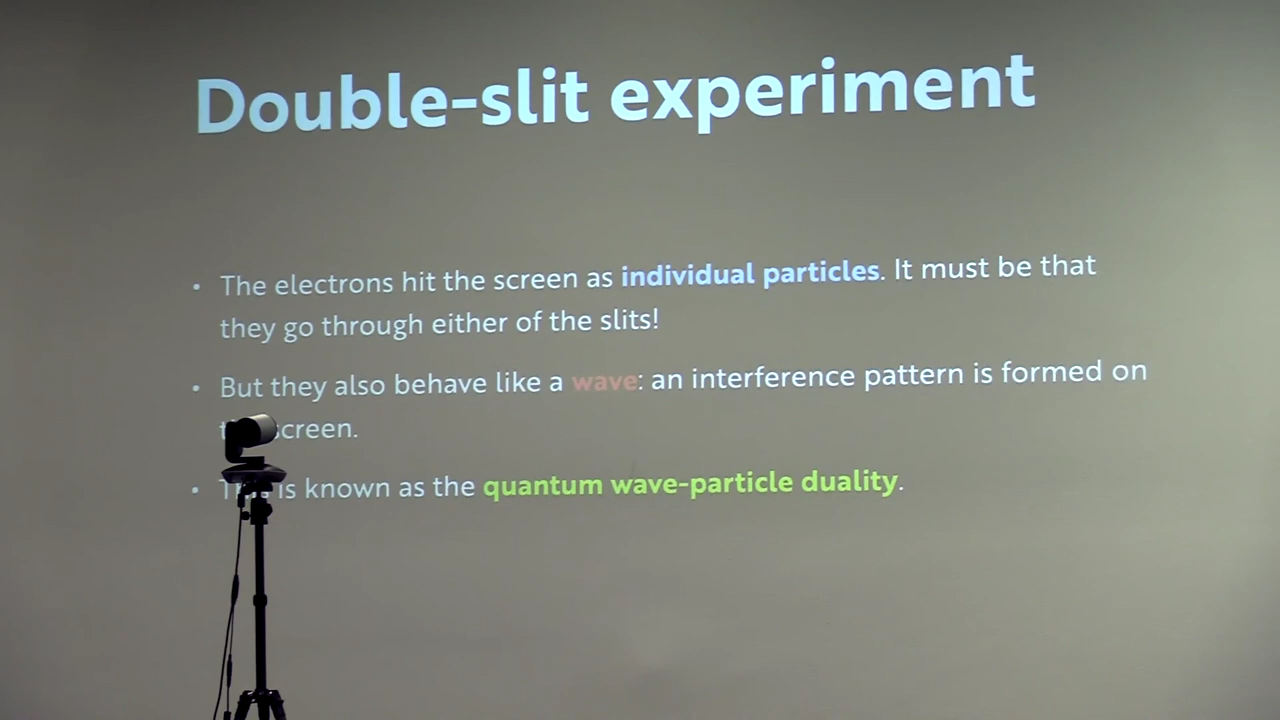 Double-slit experiment
• The electrons hit the screen as individual particles. It must be that
they go through either of the slits!
• But they also behave like a wave: an interference pattern is formed on
screen.
• is known as the quantum wave-particle duality.